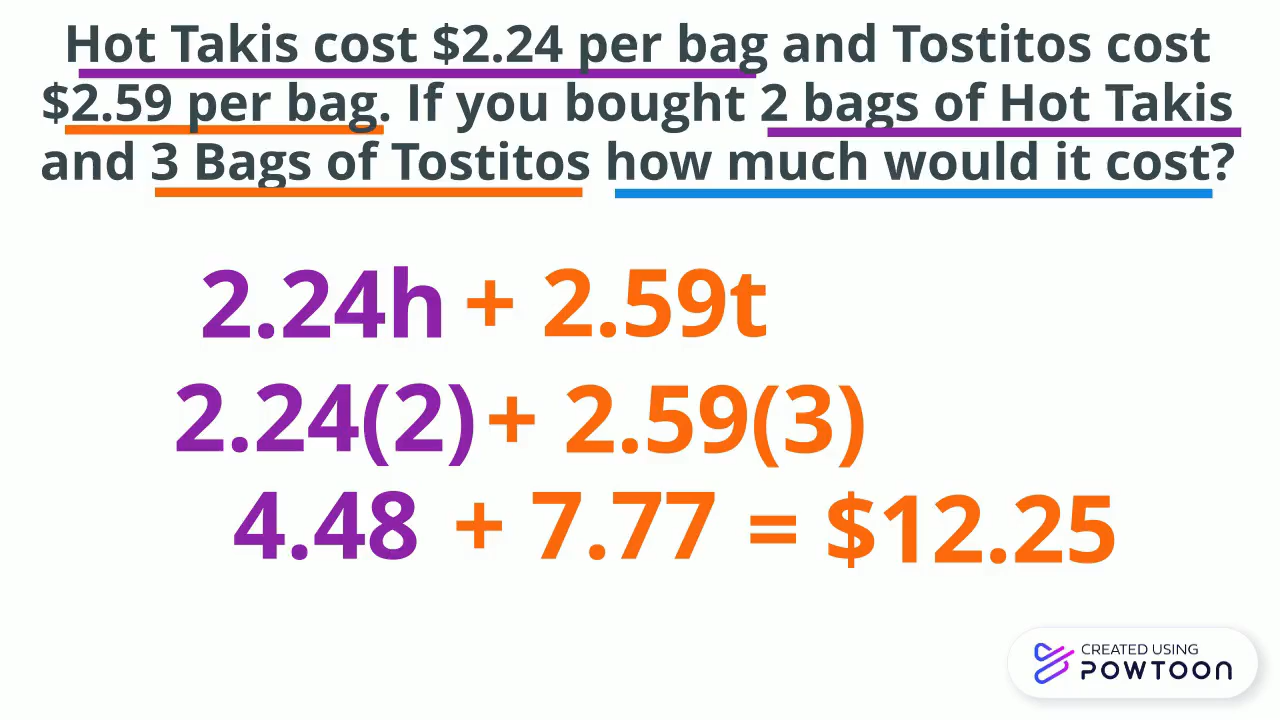 Hot Takis cost $2.24 per bag and Tostitos cost
$2.59 per bag. If you bought 2 bags of Hot Takis
and 3 Bags of Tostitos how much would it cost?
2.24h + 2.59t
2.24(2) + 2.59(3)
4.48 + 7.77 = $12.25
CREATED USING
POWTOON